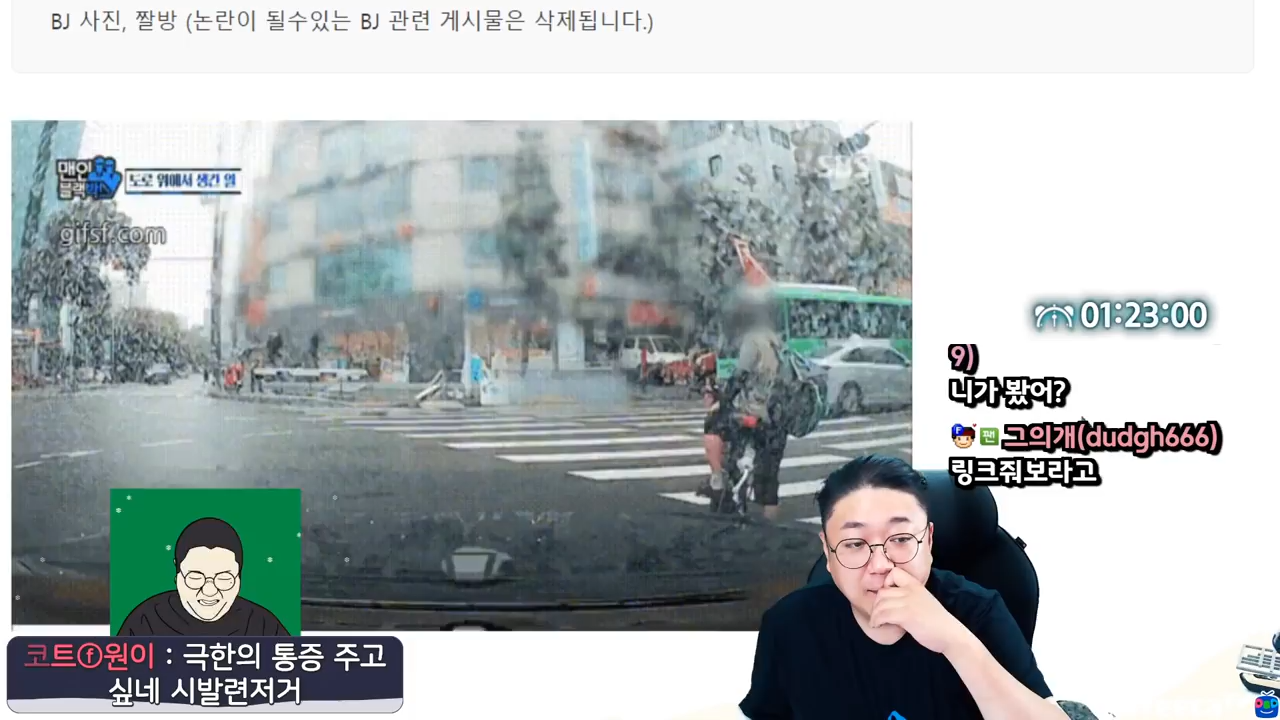 BJ 사진, 짤방 (논란이 될수있는 BJ 관련 게시물은 삭제됩니다.)
맨인
블랙박스
도로 위에서 생긴 일
SBS
gifsf.com
01:23:00
9)
니가 봤어?
F 팬 그의개(dudgh666)
링크줘보라고
코트ⓕ원이 : 극한의 통증 주고
싶네 시발련저거